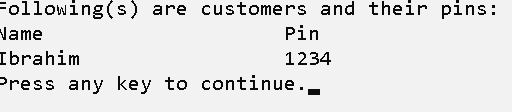 Following(s) are customers and their pins:
Name Pin
Ibrahim 1234
Press any key to continue.